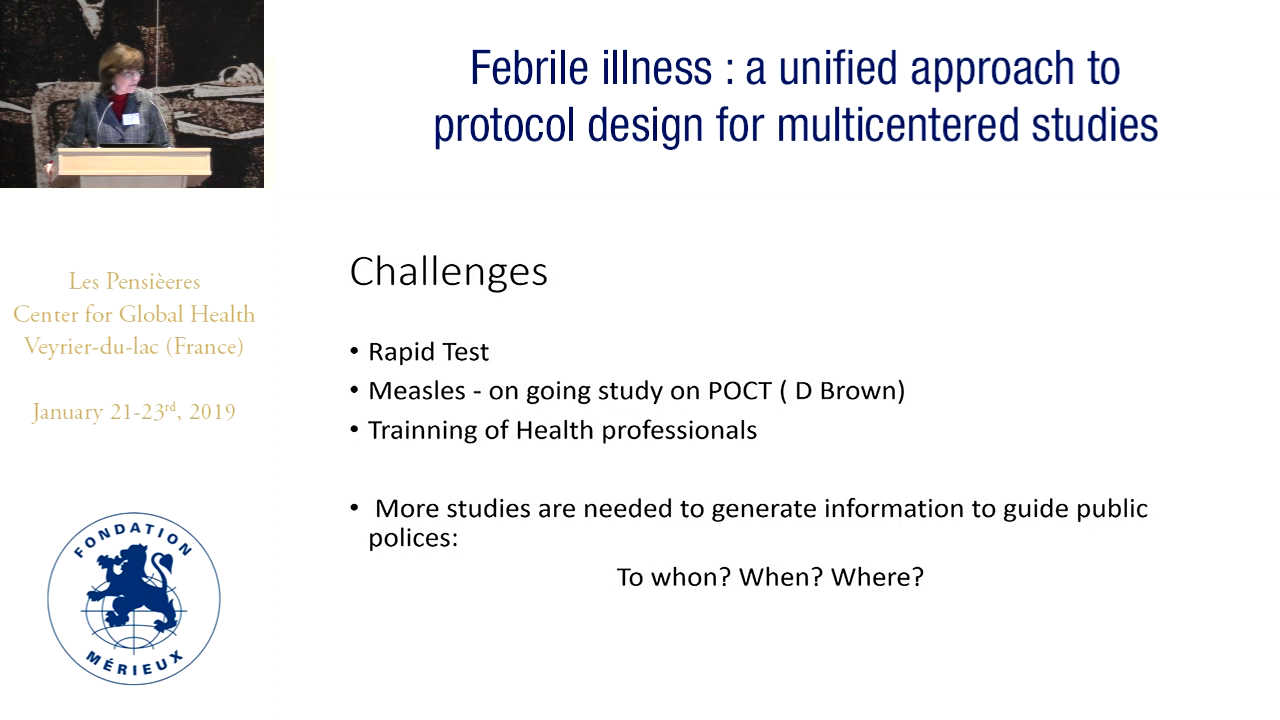 Febrile illness : a unified approach to
protocol design for multicentered studies
Les Pensièeres
Center for Global Health
Veyrier-du-lac (France)
January 21-23rd, 2019
FONDATION
MÉRIEUX
Challenges
• Rapid Test
• Measles - on going study on POCT ( D Brown)
• Trainning of Health professionals
• More studies are needed to generate information to guide public
polices:
To whon? When? Where?